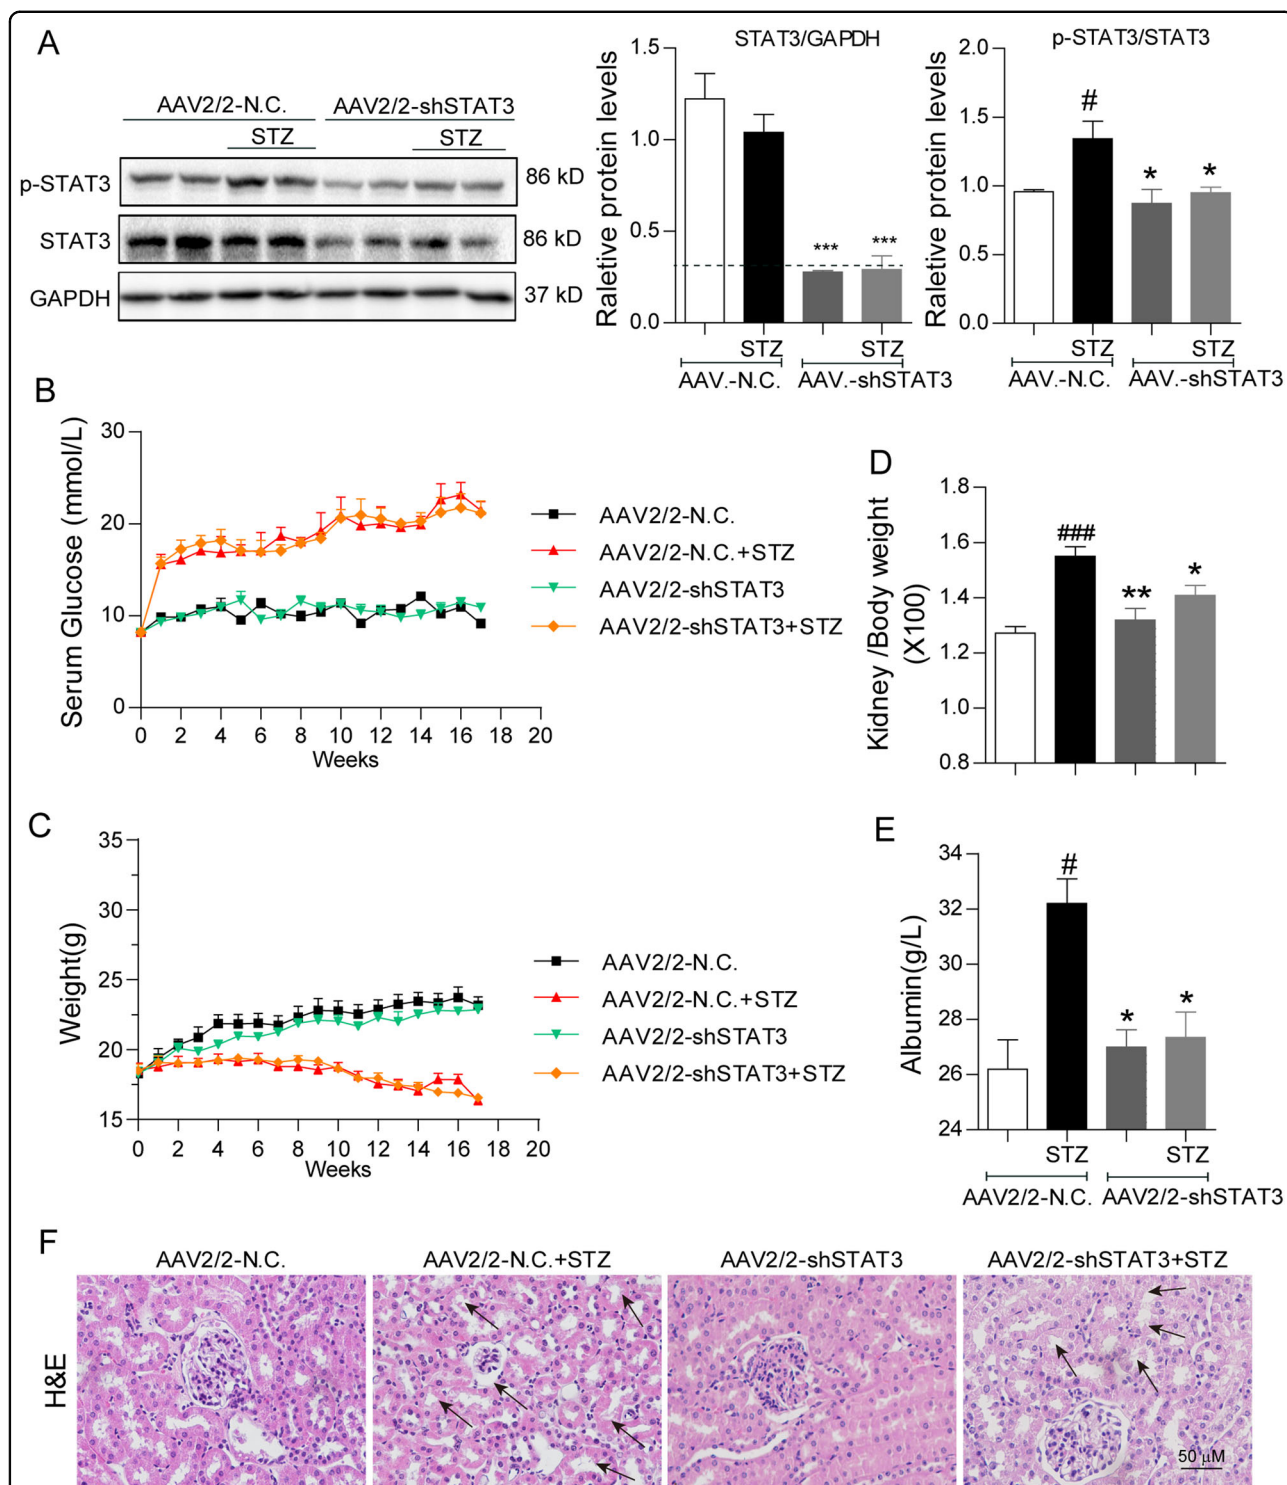 A
AAV2/2-N.C. AAV2/2-shSTAT3
STZ STZ
p-STAT3 86 kD
STAT3 86 kD
GAPDH 37 kD
STAT3/GAPDH
Raletive protein levels
1.5
1.0
0.5
0.0
*** ***
STZ STZ
AAV.-N.C. AAV.-shSTAT3
p-STAT3/STAT3
Raletive protein levels
2.0
1.5
1.0
0.5
0.0
# * *
STZ STZ
AAV.-N.C. AAV.-shSTAT3
B
Serum Glucose (mmol/L)
30
20
10
0
0 2 4 6 8 10 12 14 16 18 20
Weeks
AAV2/2-N.C.
AAV2/2-N.C.+STZ
AAV2/2-shSTAT3
AAV2/2-shSTAT3+STZ
C
Weight(g)
35
30
25
20
15
0 2 4 6 8 10 12 14 16 18 20
Weeks
AAV2/2-N.C.
AAV2/2-N.C.+STZ
AAV2/2-shSTAT3
AAV2/2-shSTAT3+STZ
D
Kidney /Body weight
(X100)
1.8
1.6
1.4
1.2
1.0
0.8
### ** *
E
Albumin(g/L)
34
32
30
28
26
24
# * *
STZ STZ
AAV2/2-N.C. AAV2/2-shSTAT3
F
AAV2/2-N.C. AAV2/2-N.C.+STZ AAV2/2-shSTAT3 AAV2/2-shSTAT3+STZ
H&E
50 µM